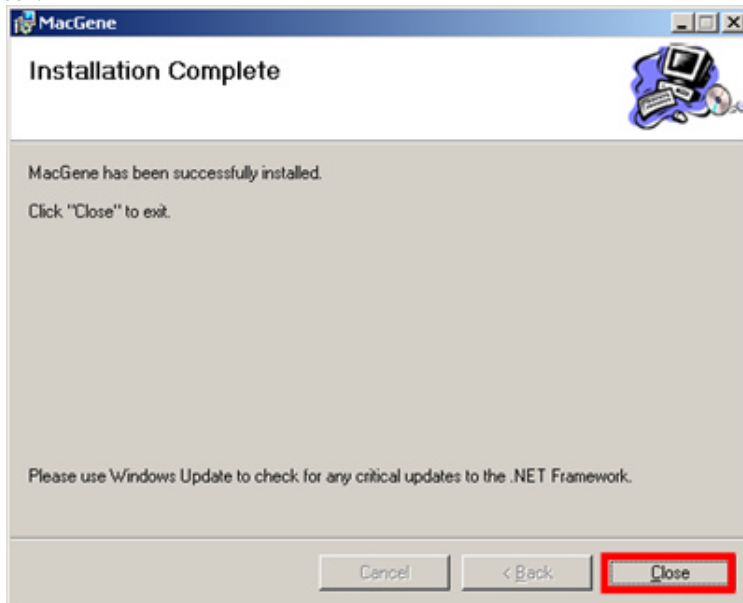 MacGene
Installation Complete
MacGene has been successfully installed.
Click "Close" to exit.
Please use Windows Update to check for any critical updates to the .NET Framework.
Cancel
< Back
Close